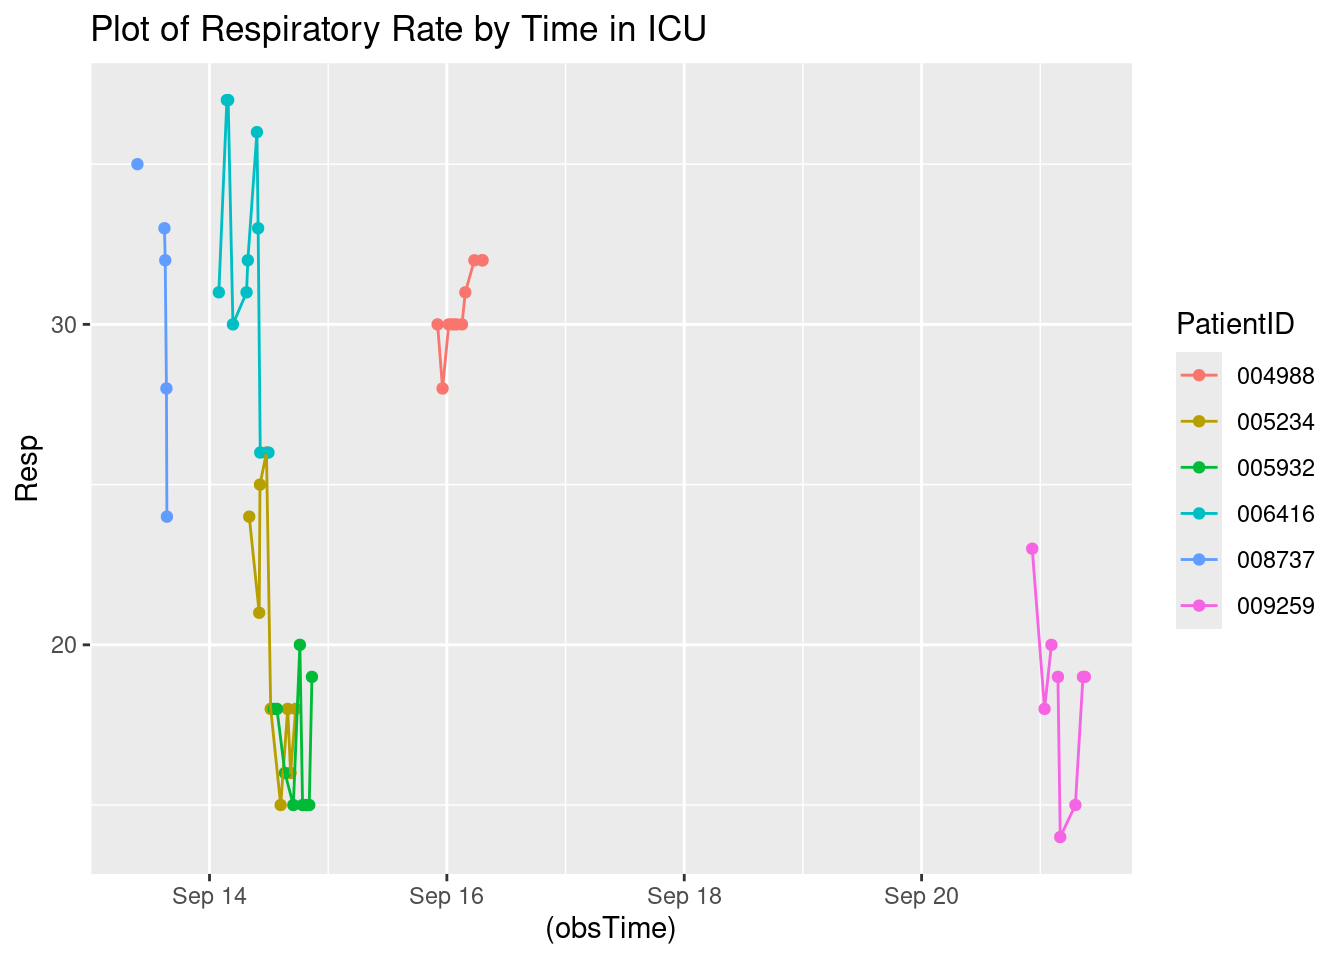 Plot of Respiratory Rate by Time in ICU
Resp
30
20
Sep 14
Sep 16
Sep 18
Sep 20
(obsTime)
PatientID
004988
005234
005932
006416
008737
009259